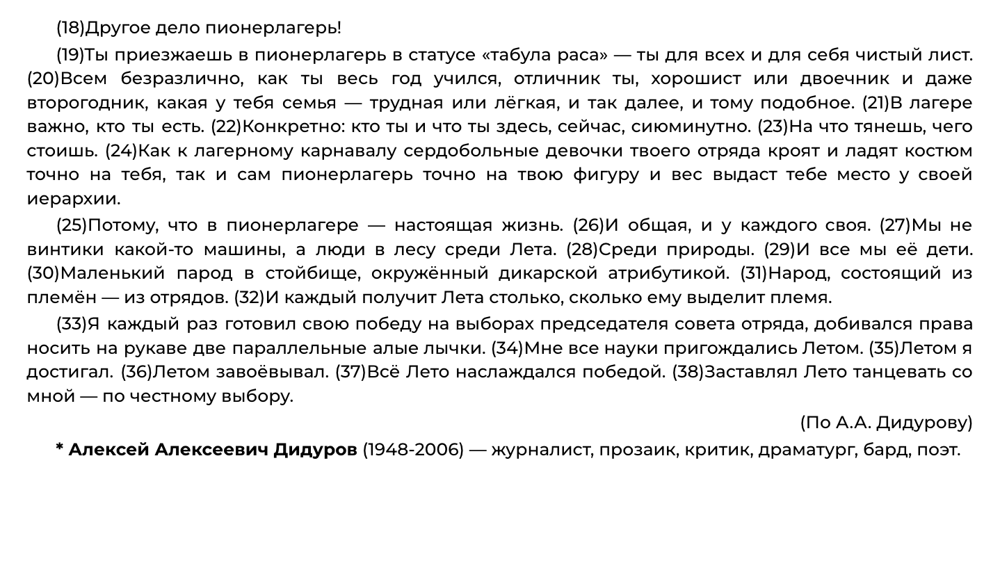 (18)Другое дело пионерлагерь!
(19)Ты приезжаешь в пионерлагерь в статусе «табула раса» — ты для всех и для себя чистый лист.
(20)Всем безразлично, как ты весь год учился, отличник ты, хорошист или двоечник и даже
второгодник, какая у тебя семья — трудная или лёгкая, и так далее, и тому подобное. (21)В лагере
важно, кто ты есть. (22)Конкретно: кто ты и что ты здесь, сейчас, сиюминутно. (23)На что тянешь, чего
стоишь. (24)Как к лагерному карнавалу сердобольные девочки твоего отряда кроят и ладят костюм
точно на тебя, так и сам пионерлагерь точно на твою фигуру и вес выдаст тебе место у своей
иерархии.
(25)Потому, что в пионерлагере — настоящая жизнь. (26)И общая, и у каждого своя. (27)Мы не
винтики какой-то машины, а люди в лесу среди Лета. (28)Среди природы. (29)И все мы её дети.
(30)Маленький парод в стойбище, окружённый дикарской атрибутикой. (31)Народ, состоящий из
племён — из отрядов. (32)И каждый получит Лета столько, сколько ему выделит племя.
(33)Я каждый раз готовил свою победу на выборах председателя совета отряда, добивался права
носить на рукаве две параллельные алые лычки. (34)Мне все науки пригождались Летом. (35)Летом я
достигал. (36)Летом завоёвывал. (37)Всё Лето наслаждался победой. (38)Заставлял Лето танцевать со
мной — по честному выбору.
(По А.А. Дидурову)
* Алексей Алексеевич Дидуров (1948-2006) — журналист, прозаик, критик, драматург, бард, поэт.